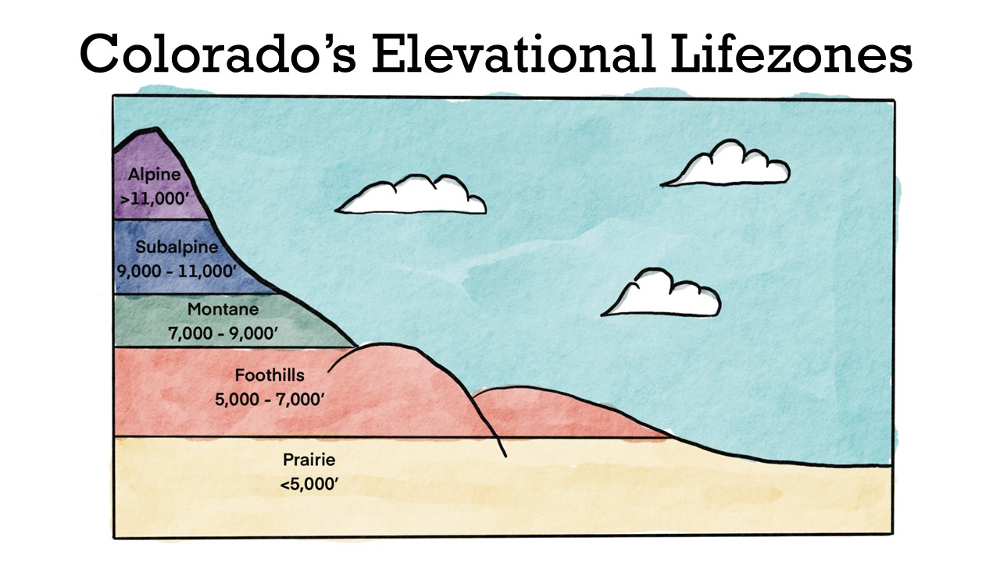 Colorado’s Elevational Lifezones
Alpine
>11,000’
Subalpine
9,000 - 11,000’
Montane
7,000 - 9,000’
Foothills
5,000 - 7,000’
Prairie
<5,000’